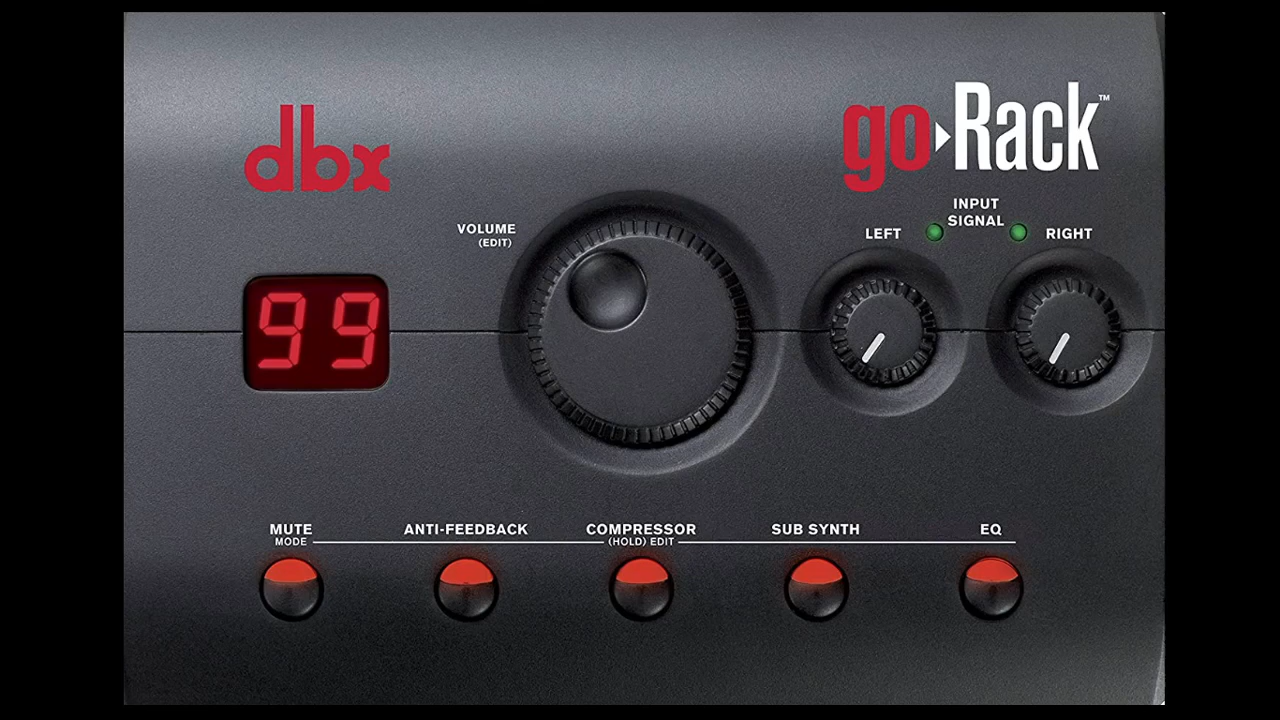 dbx
go Rack™
INPUT
SIGNAL
LEFT
RIGHT
VOLUME
(EDIT)
99
MUTE
MODE
ANTI-FEEDBACK
COMPRESSOR
(HOLD) EDIT
SUB SYNTH
EQ